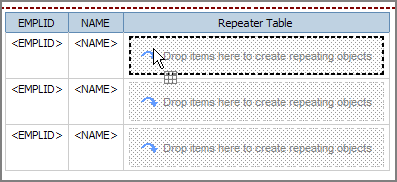 EMPLID NAME Repeater Table
<EMPLID> <NAME> Drop items here to create repeating objects
<EMPLID> <NAME> Drop items here to create repeating objects
<EMPLID> <NAME> Drop items here to create repeating objects